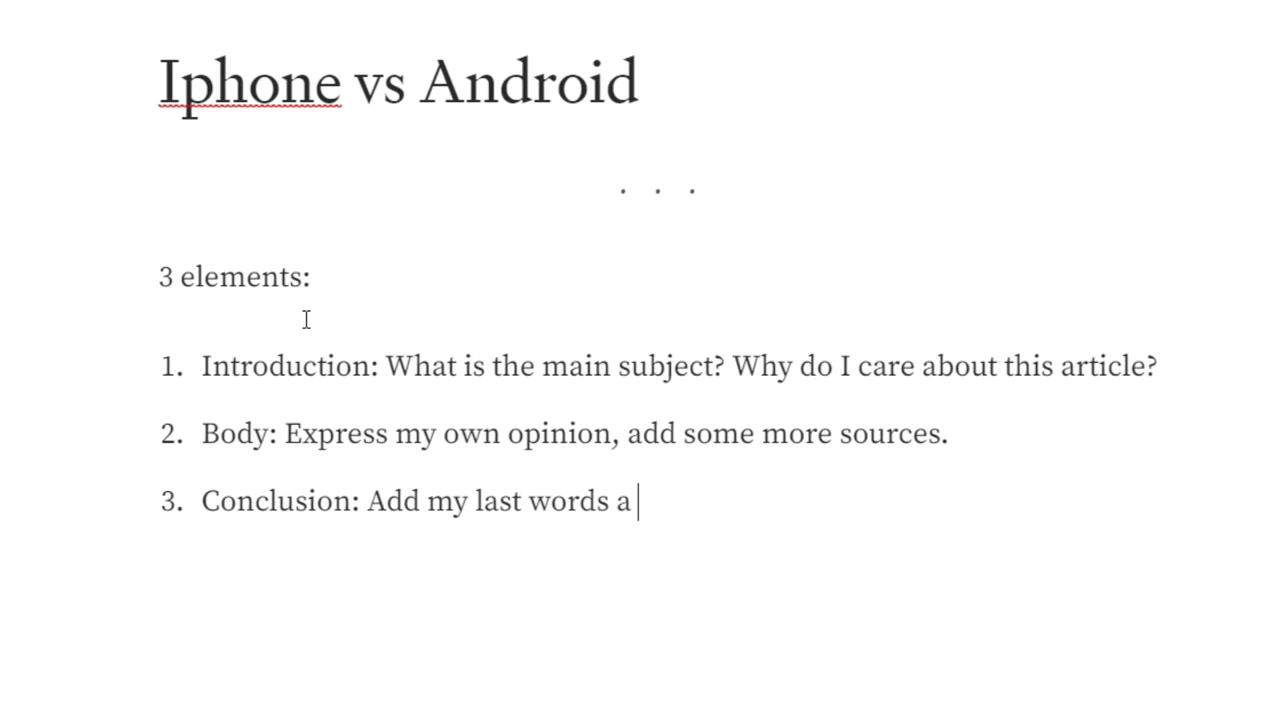 Iphone vs Android
. . .
3 elements:
1. Introduction: What is the main subject? Why do I care about this article?
2. Body: Express my own opinion, add some more sources.
3. Conclusion: Add my last words a